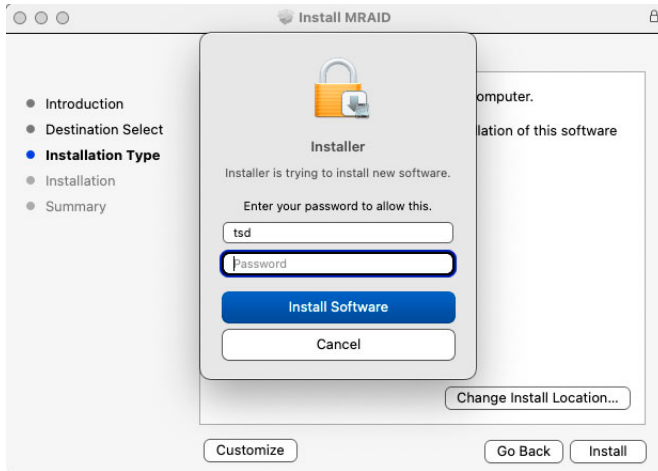 Install MRAID
Introduction
Destination Select
Installation Type
Installation
Summary
omputer.
lation of this software
Installer
Installer is trying to install new software.
Enter your password to allow this.
tsd
Password
Install Software
Cancel
Change Install Location...
Customize
Go Back
Install